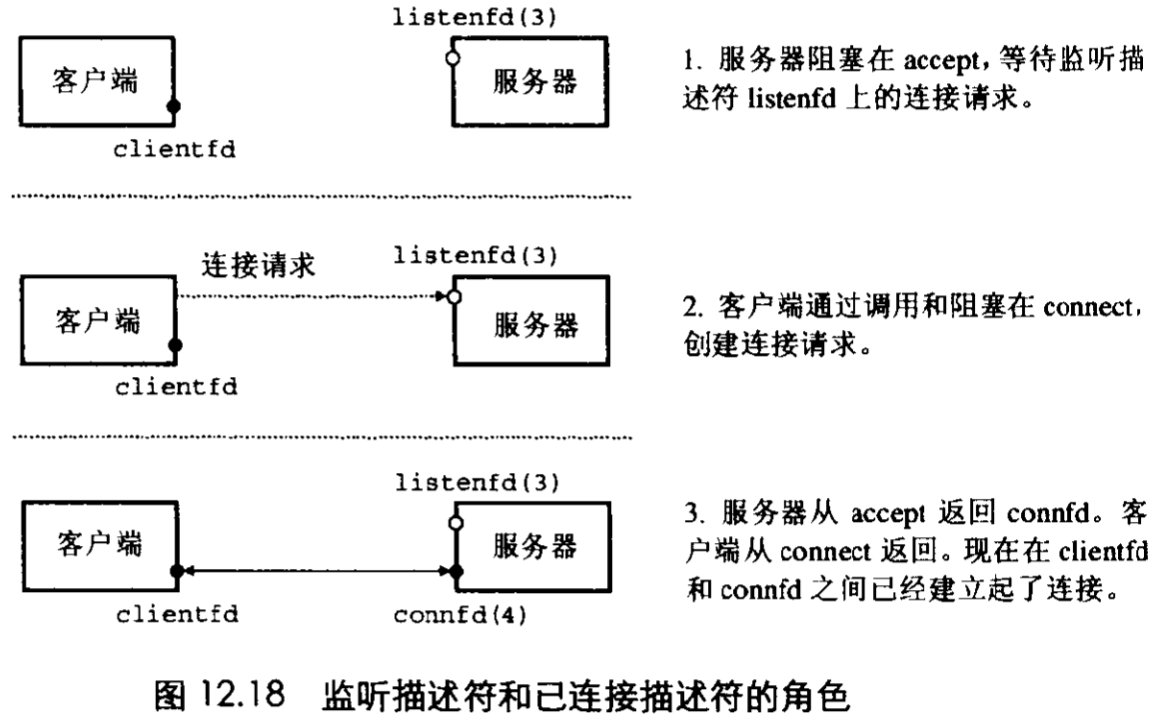 listenfd(3)
客户端
服务器
clientfd
1. 服务器阻塞在 accept，等待监听描
述符 listenfd 上的连接请求。
连接请求
listenfd(3)
客户端
服务器
clientfd
2. 客户端通过调用和阻塞在 connect，
创建连接请求。
listenfd(3)
客户端
服务器
clientfd
connfd(4)
3. 服务器从 accept 返回 connfd。客
户端从 connect 返回。现在在 clientfd
和 connfd 之间已经建立起了连接。
图 12.18 监听描述符和已连接描述符的角色